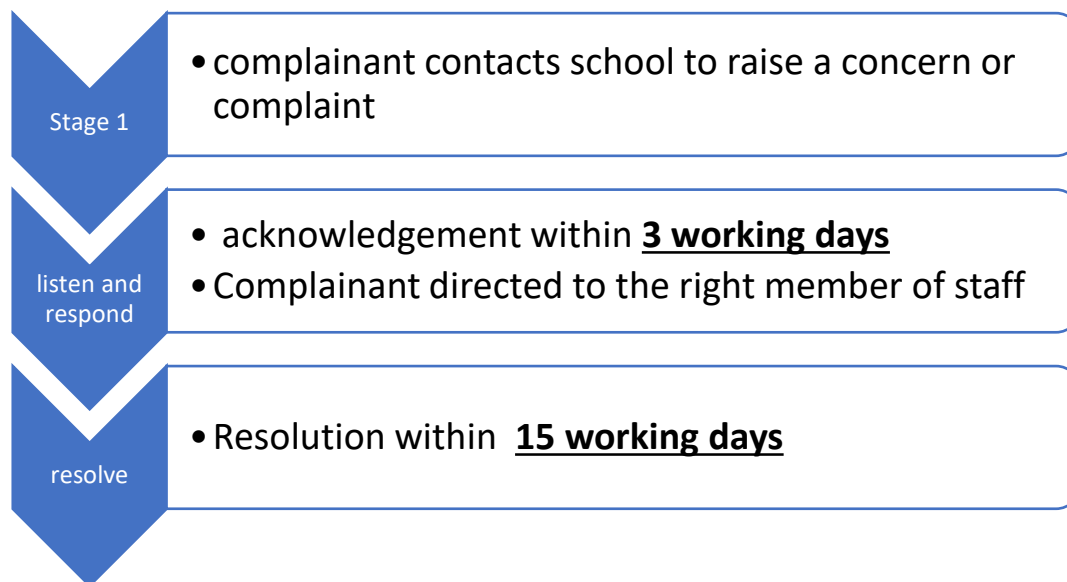 Stage 1
• complainant contacts school to raise a concern or
complaint
listen and
respond
• acknowledgement within 3 working days
• Complainant directed to the right member of staff
resolve
• Resolution within 15 working days